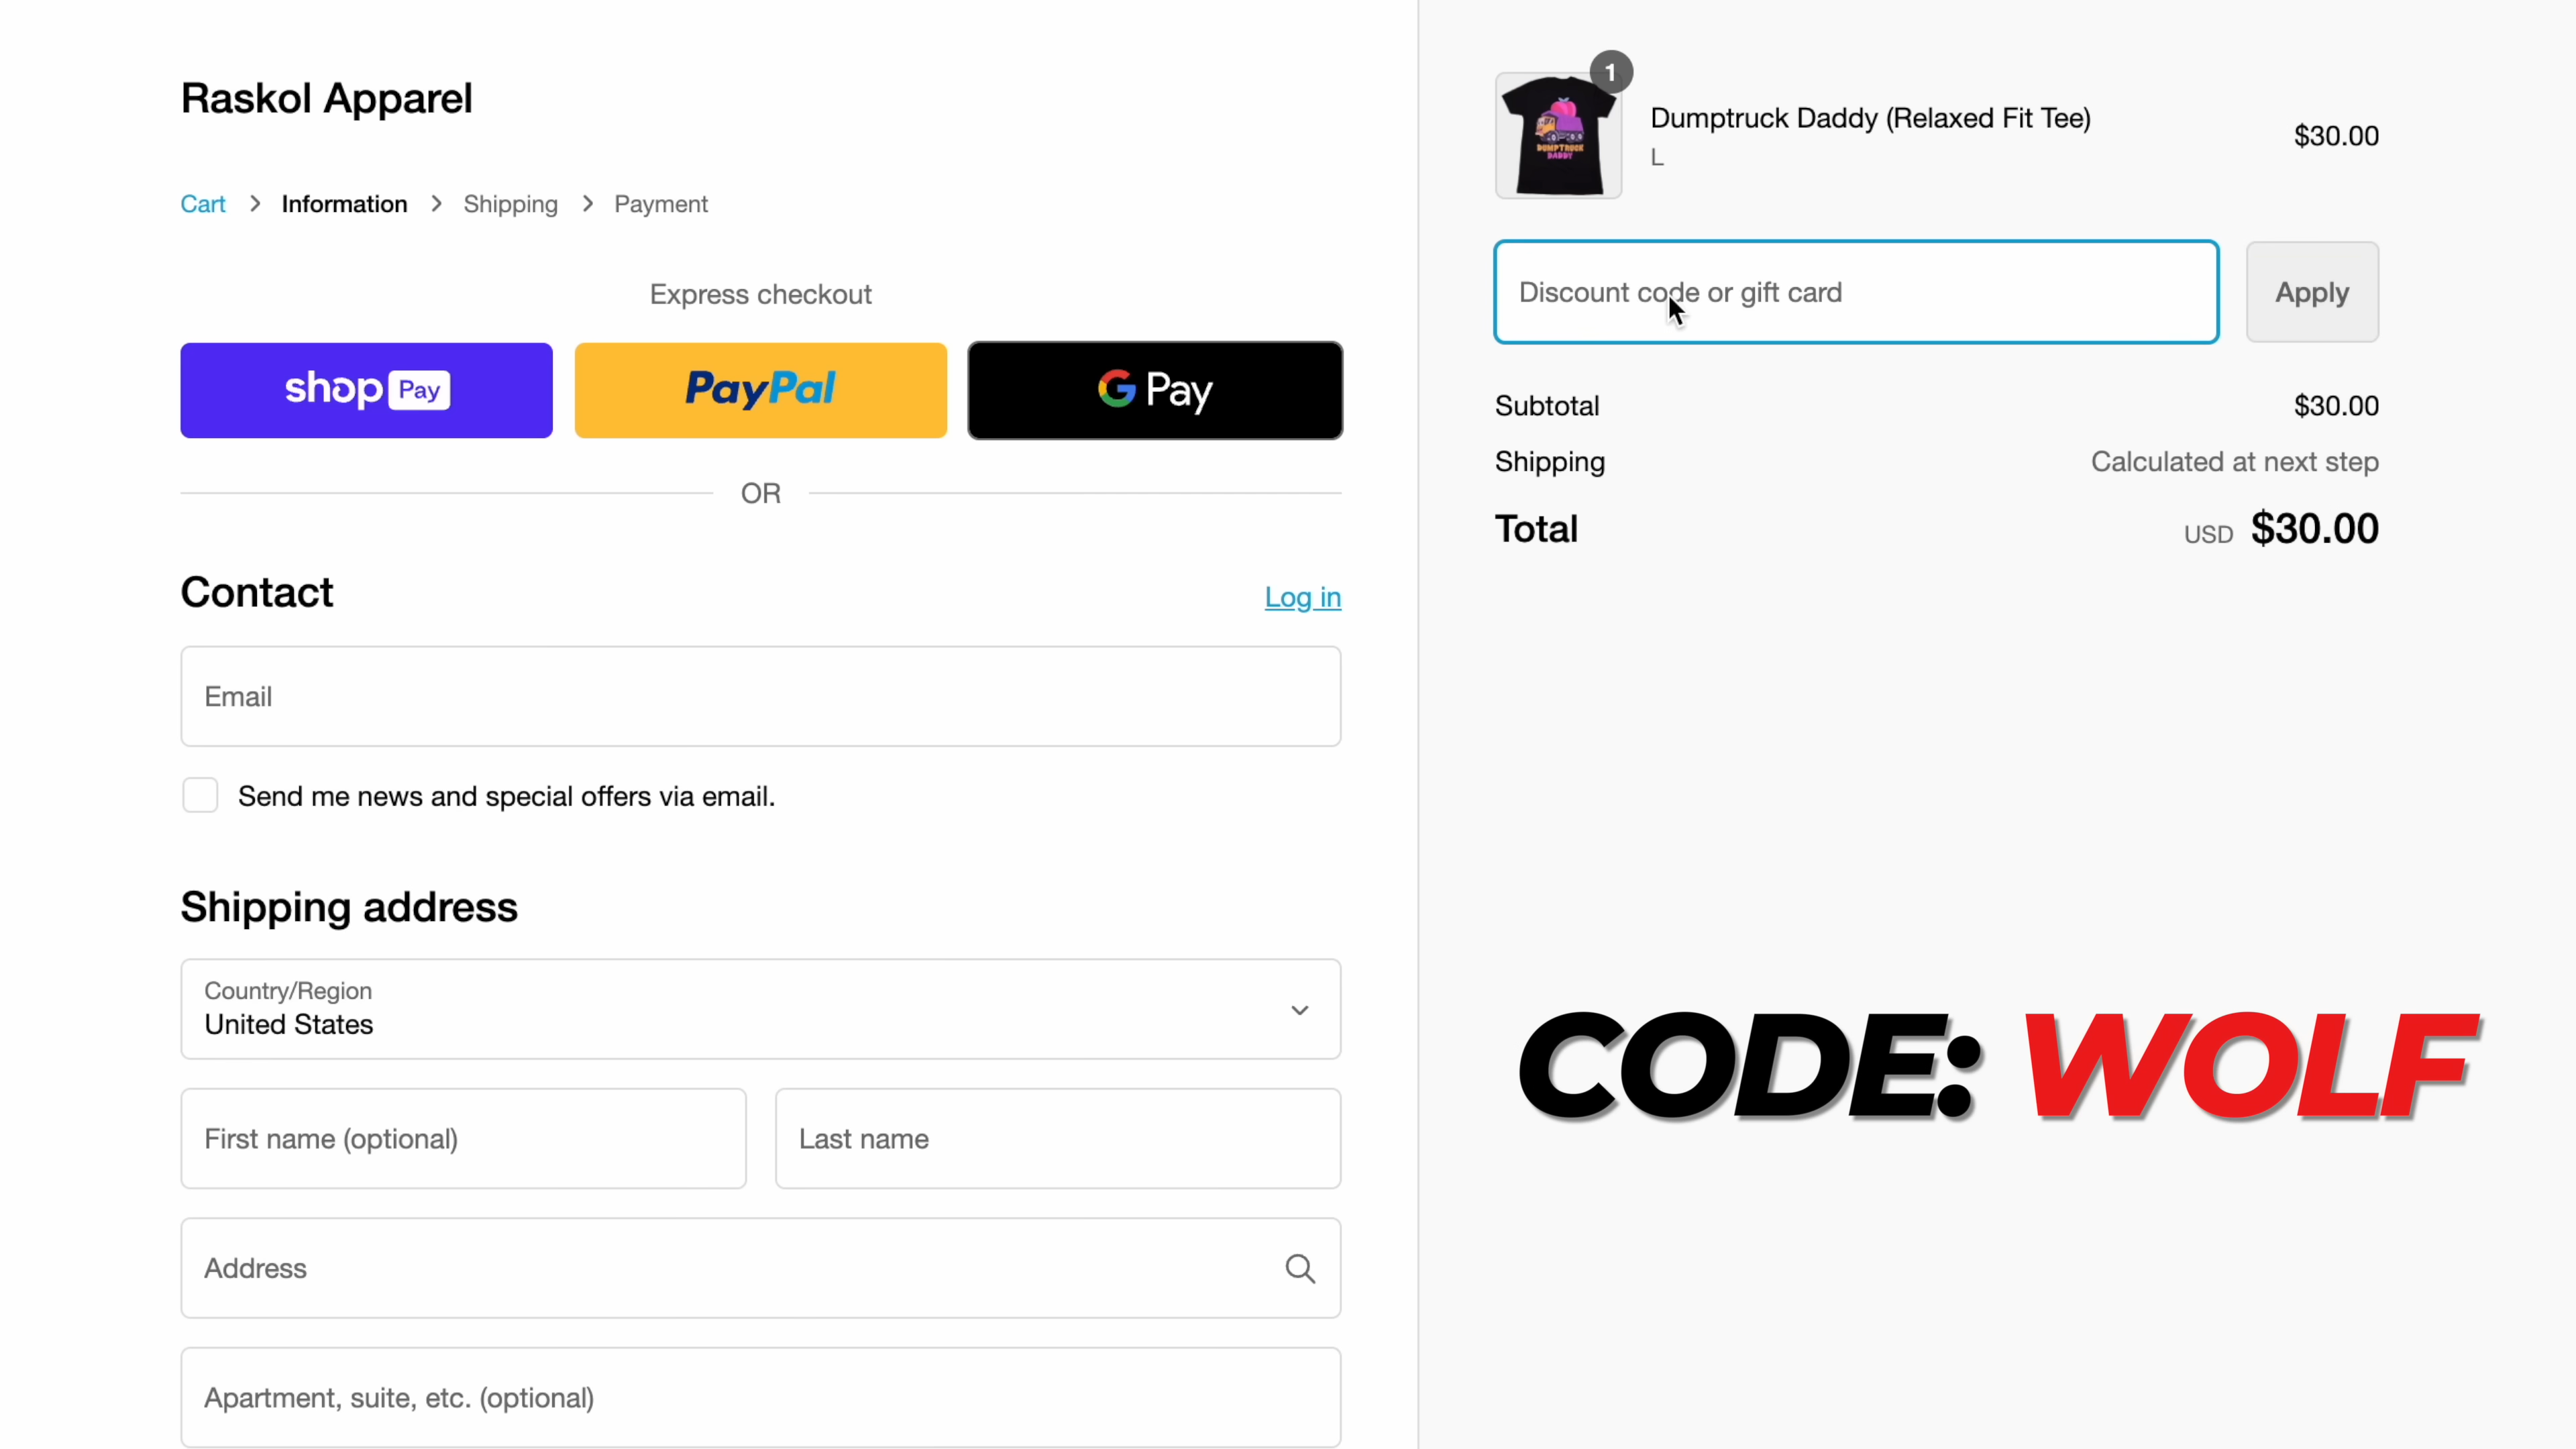 Raskol Apparel
Cart > Information > Shipping > Payment
Express checkout
shop Pay
PayPal
G Pay
OR
Contact
Log in
Email
Send me news and special offers via email.
Shipping address
Country/Region
United States
First name (optional)
Last name
Address
Apartment, suite, etc. (optional)
1
DUMPTRUCK
DADDY
Dumptruck Daddy (Relaxed Fit Tee)
L
$30.00
Discount code or gift card
Apply
Subtotal
$30.00
Shipping
Calculated at next step
Total
USD $30.00
CODE: WOLF